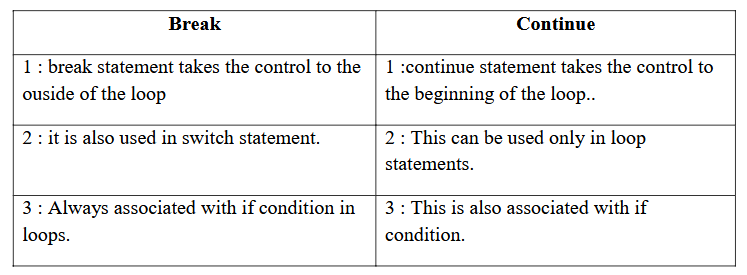 Break
Continue
1 : break statement takes the control to the
ouside of the loop
1 :continue statement takes the control to
the beginning of the loop..
2 : it is also used in switch statement.
2 : This can be used only in loop
statements.
3 : Always associated with if condition in
loops.
3 : This is also associated with if
condition.